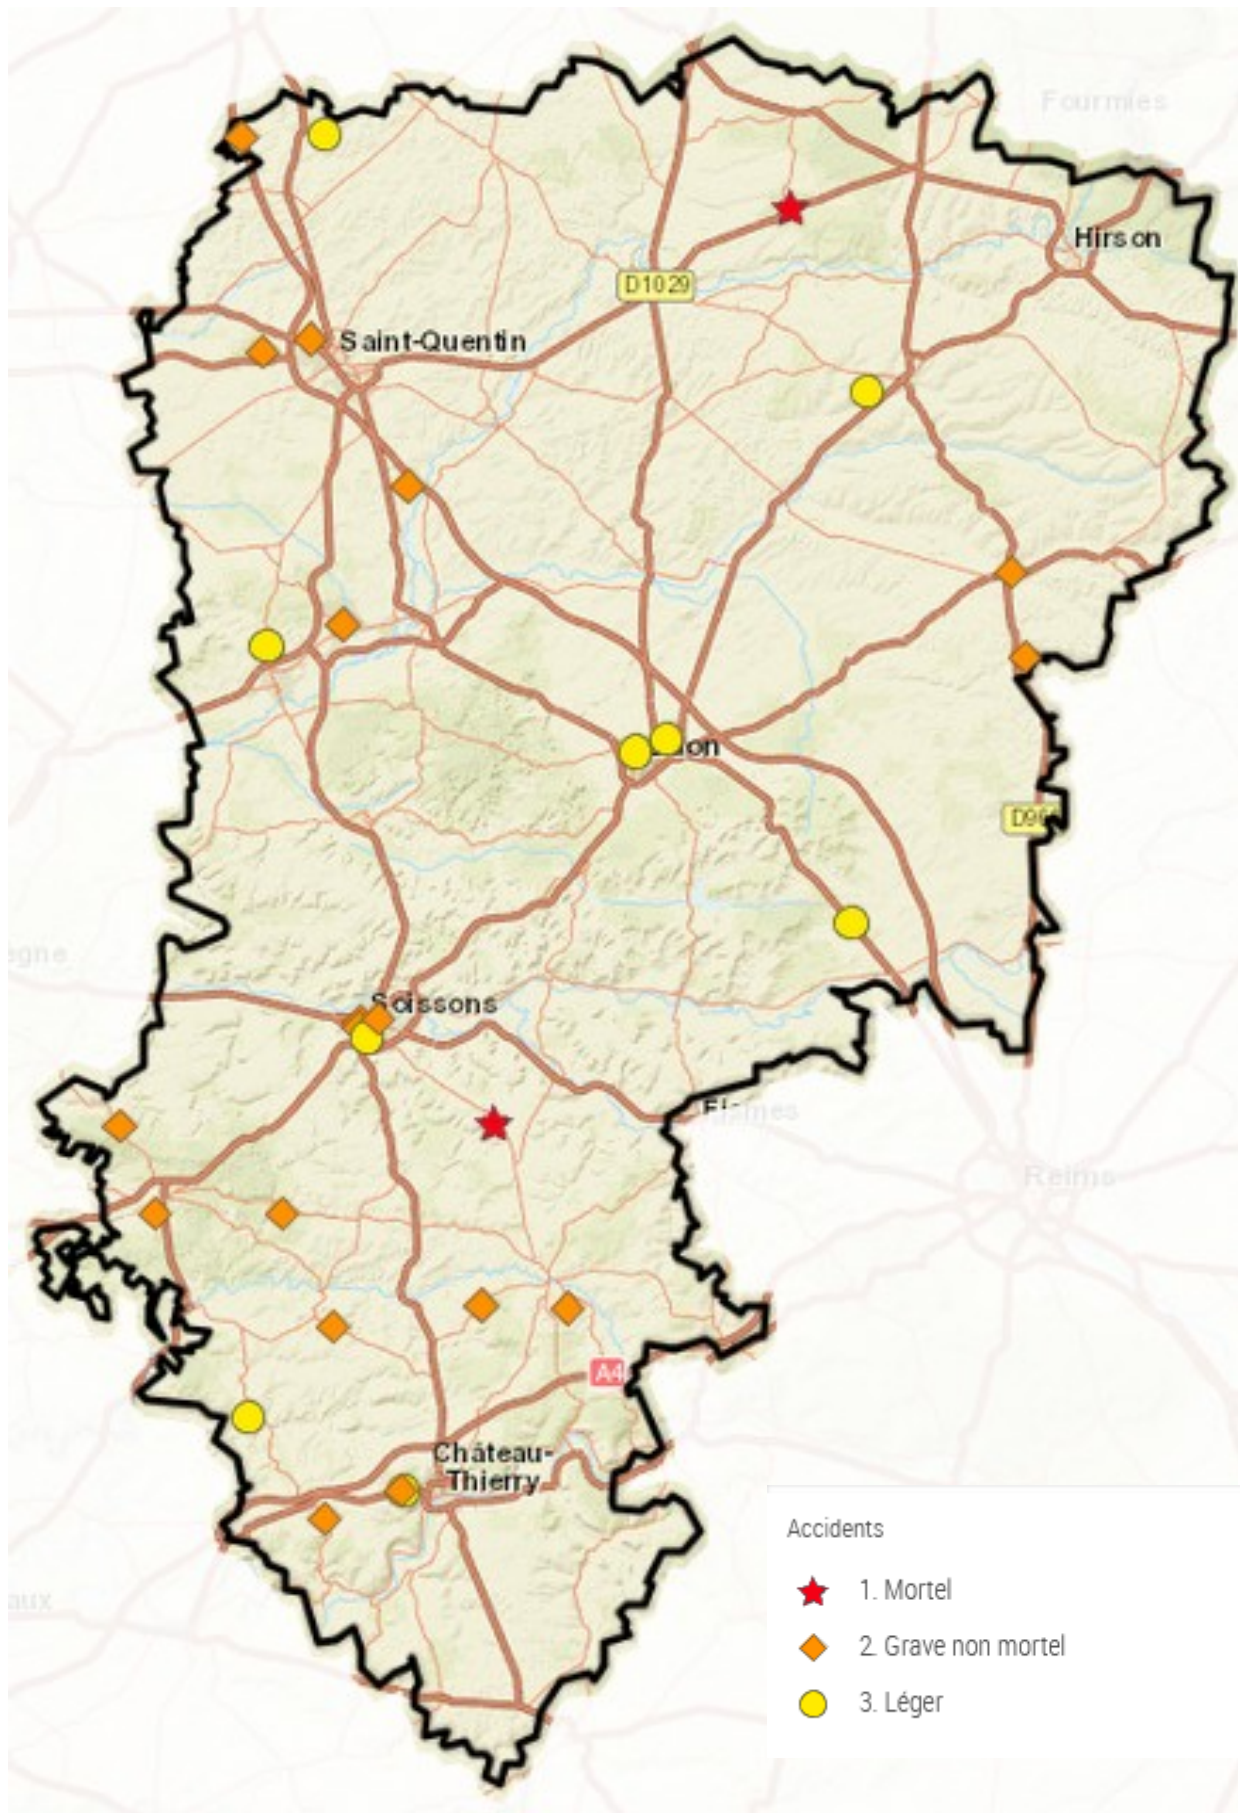 Fourmies
Hirson
D1029
Saint-Quentin
Soissons
Reims
A4
Château-
Thierry
Accidents
1. Mortel
2. Grave non mortel
3. Léger